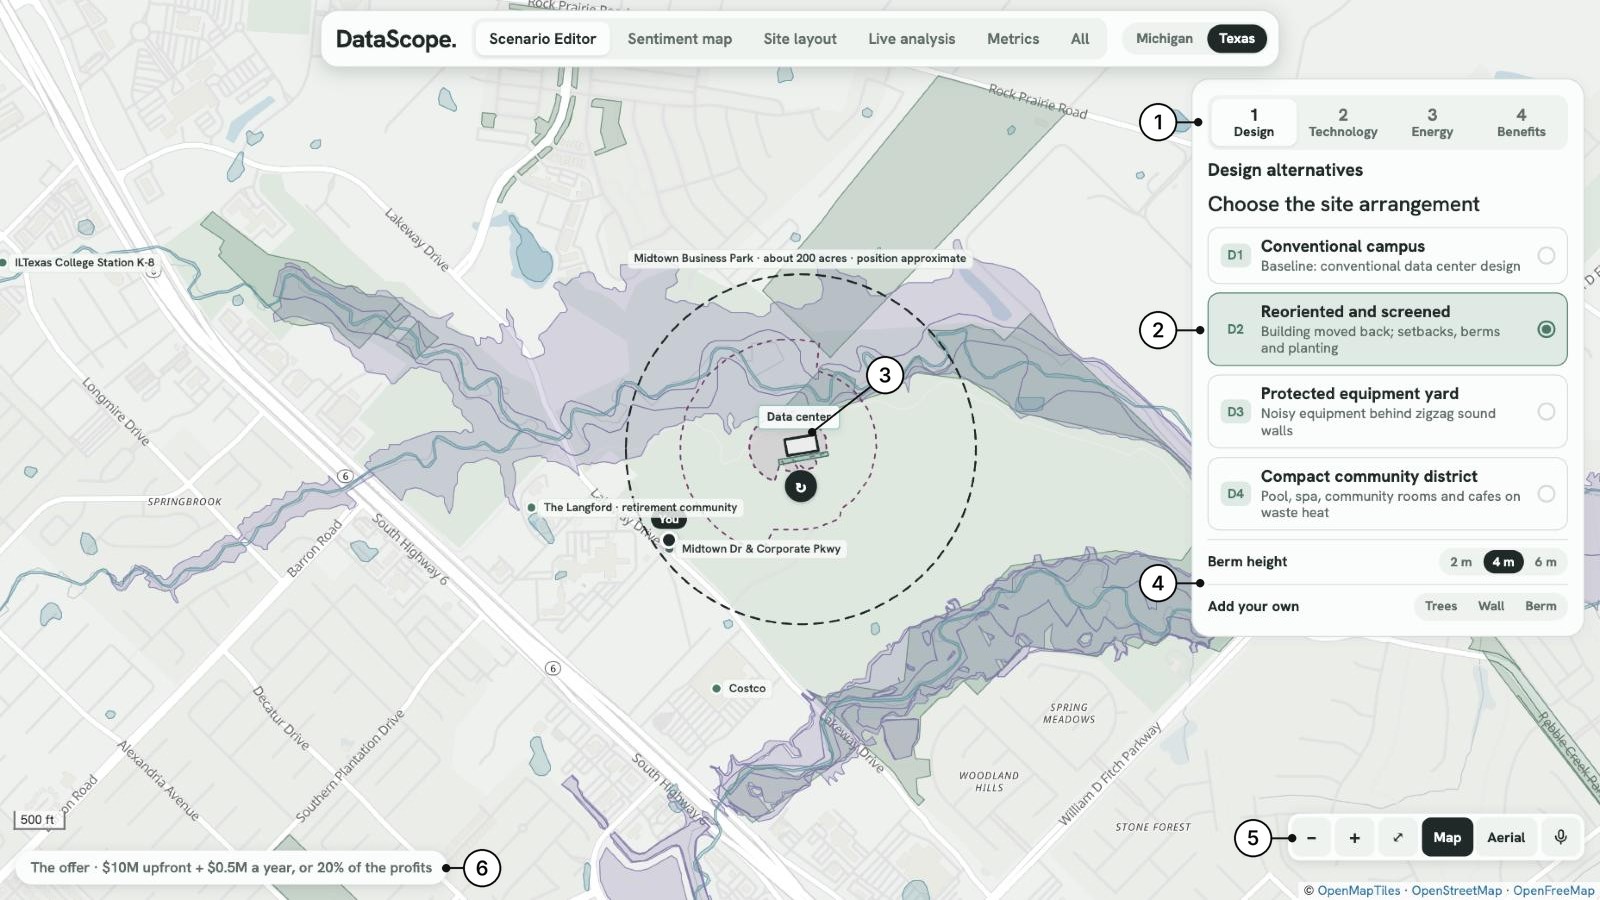 Rock Prairie Road
DataScope.
Scenario Editor
Sentiment map
Site layout
Live analysis
Metrics
All
Michigan
Texas
Rock Prairie Road
1
1
Design
2
Technology
3
Energy
4
Benefits
Design alternatives
Choose the site arrangement
D1
Conventional campus
Baseline: conventional data center design
2
D2
Reoriented and screened
Building moved back; setbacks, berms
and planting
D3
Protected equipment yard
Noisy equipment behind zigzag sound
walls
D4
Compact community district
Pool, spa, community rooms and cafes on
waste heat
4
Berm height
2 m
4 m
6 m
Add your own
Trees
Wall
Berm
Lakeway Drive
ILTexas College Station K-8
Midtown Business Park · about 200 acres · position approximate
3
Data center
↻
Longmire Drive
6
SPRINGBROOK
The Langford · retirement community
You
Midtown Dr & Corporate Pkwy
Barron Road
South Highway 6
6
Costco
Decatur Drive
Alexandria Avenue
Southern Plantation Drive
South Highway 6
Lakeway Drive
SPRING
MEADOWS
WOODLAND
HILLS
William D Fitch Parkway
STONE FOREST
500 ft
The offer · $10M upfront + $0.5M a year, or 20% of the profits
6
5
−
+
⤢
Map
Aerial
© OpenMapTiles · OpenStreetMap · OpenFreeMap